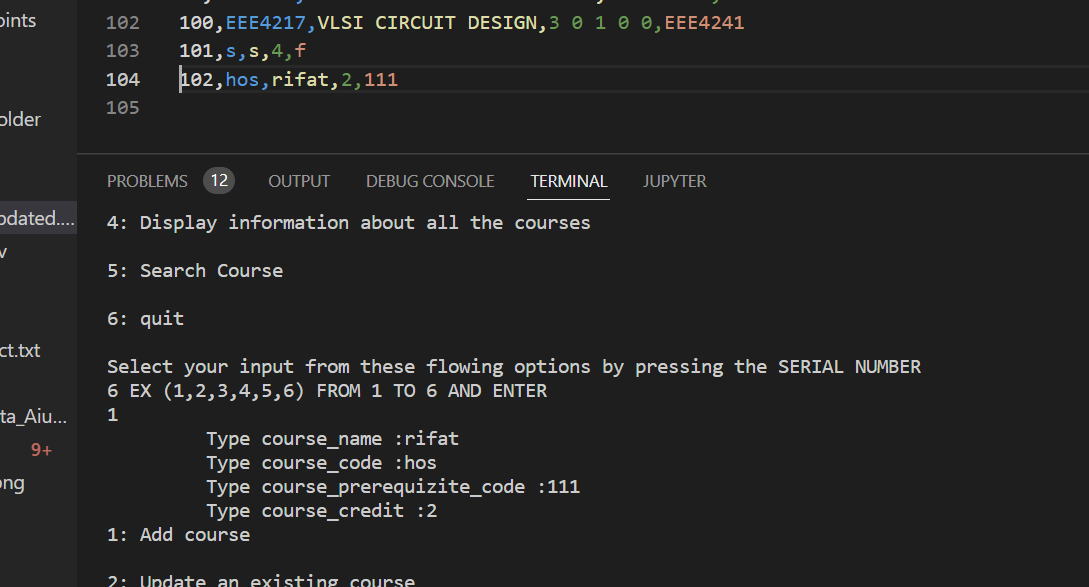 oints
older
pdated....
v
ct.txt
ta_Aiu...
9+
ong
102 100,EEE4217,VLSI CIRCUIT DESIGN,3 0 1 0 0,EEE4241
103 101,s,s,4,f
104 102,hos,rifat,2,111
105
PROBLEMS 12 OUTPUT DEBUG CONSOLE TERMINAL JUPYTER
4: Display information about all the courses
5: Search Course
6: quit
Select your input from these flowing options by pressing the SERIAL NUMBER
6 EX (1,2,3,4,5,6) FROM 1 TO 6 AND ENTER
1
Type course_name :rifat
Type course_code :hos
Type course_prerequizite_code :111
Type course_credit :2
1: Add course
2: Update an existing course